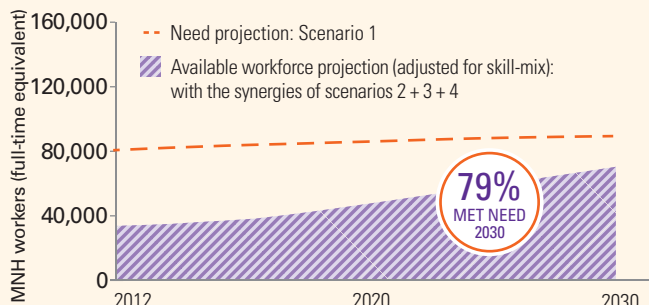 MNH workers (full-time equivalent)
160,000
120,000
80,000
40,000
0
Need projection: Scenario 1
Available workforce projection (adjusted for skill-mix):
with the synergies of scenarios 2 + 3 + 4
79%
MET NEED
2030
2012
2020
2030